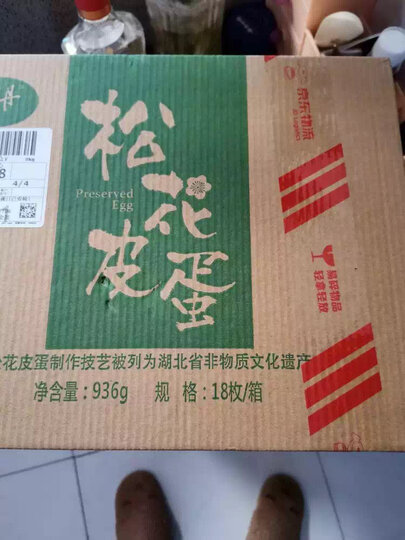 丹
8
4/4
松花皮蛋
Preserved
Egg
京东物流
易碎物品
轻拿轻放
花皮蛋制作技艺被列为湖北省非物质文化遗产
净含量:936g 规 格:18枚/箱